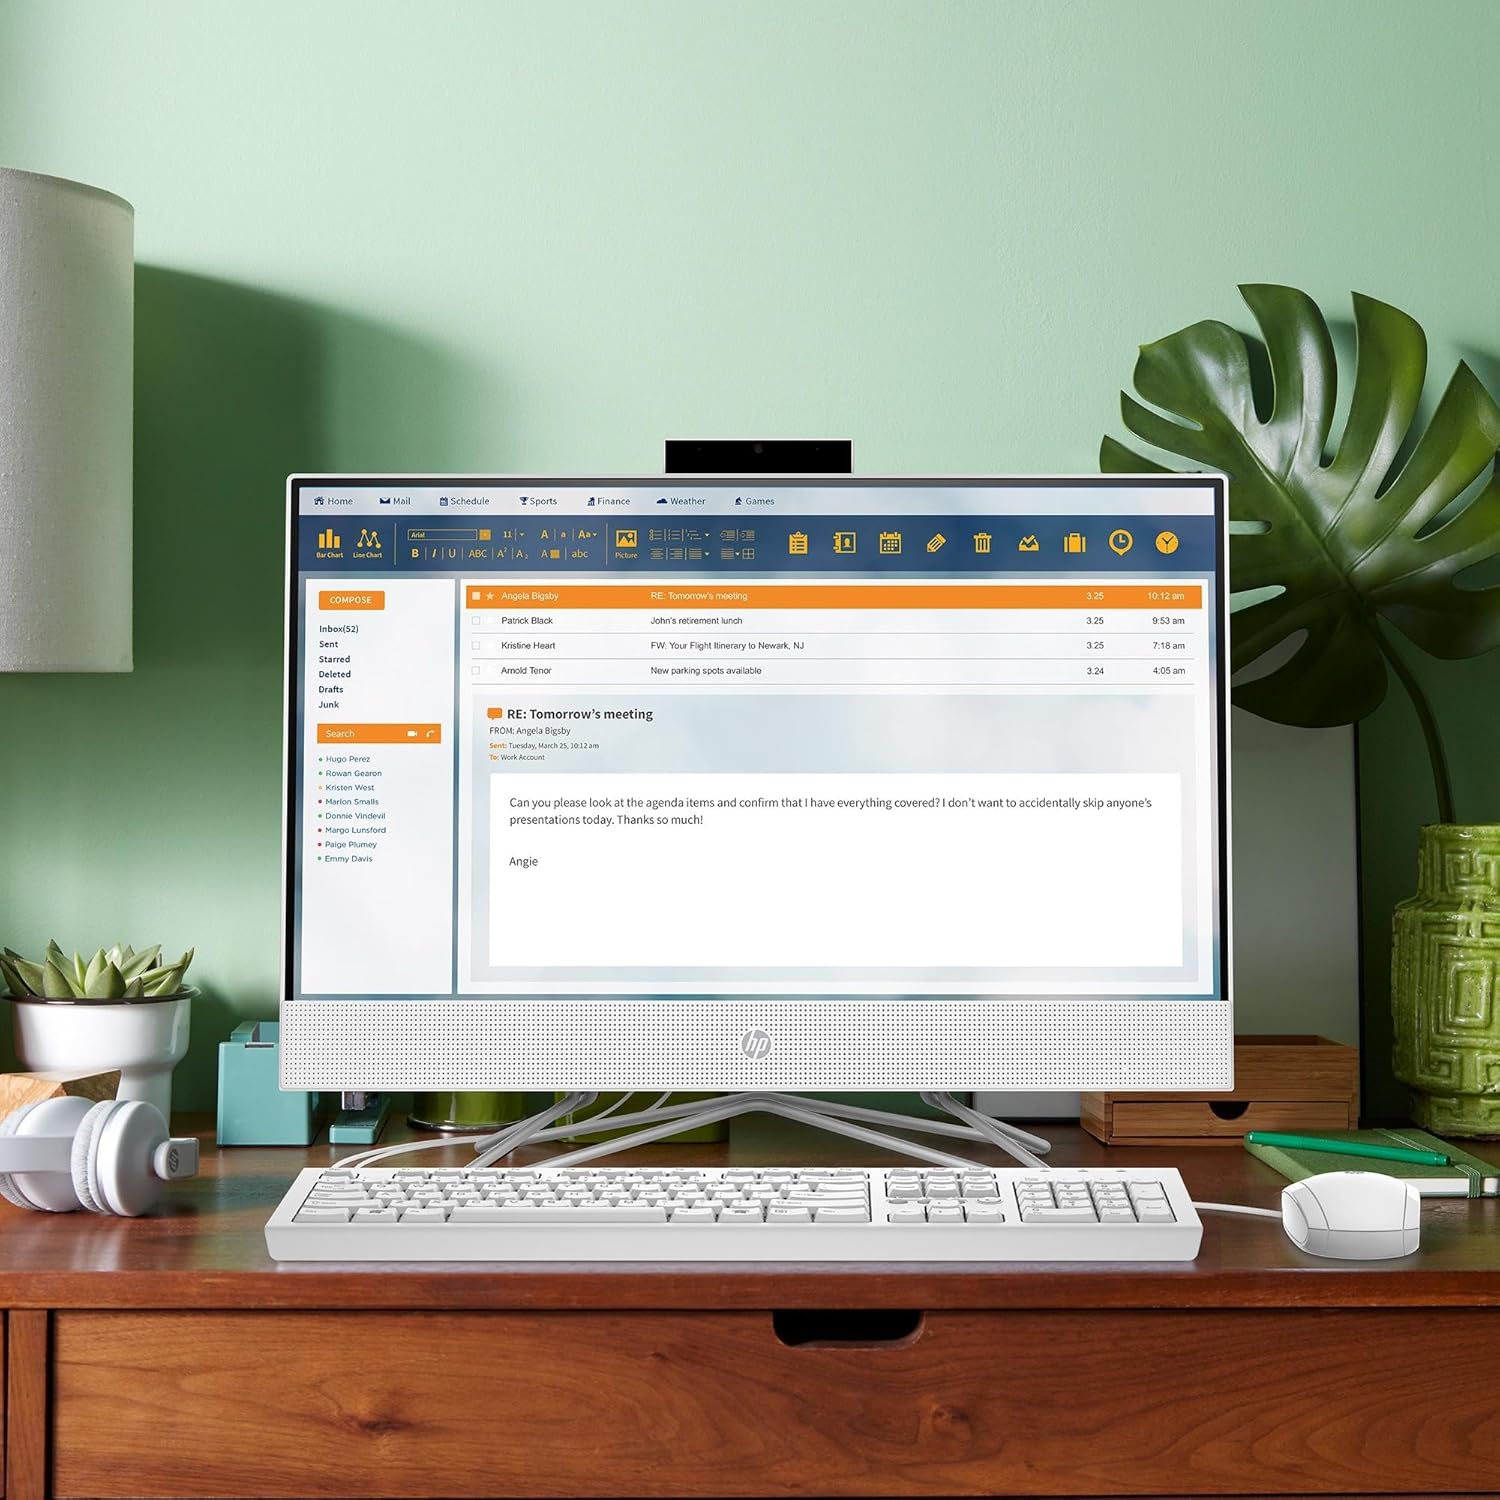 Home Mail Schedule Sports Finance Weather Games
Arial 11 A a Aa
Bar Chart Line Chart B I U ABC A² A₂ A abc Picture
COMPOSE
Inbox(52)
Sent
Starred
Deleted
Drafts
Junk
Search
Hugo Perez
Rowan Gearon
Kristen West
Marlon Smalls
Donnie Vindevil
Margo Lunsford
Paige Plumey
Emmy Davis
Angela Bigsby RE: Tomorrow's meeting 3.25 10:12 am
Patrick Black John's retirement lunch 3.25 9:53 am
Kristine Heart FW: Your Flight Itinerary to Newark, NJ 3.25 7:18 am
Arnold Tenor New parking spots available 3.24 4:05 am
RE: Tomorrow's meeting
FROM: Angela Bigsby
Sent: Tuesday, March 25, 10:12 am
To: Work Account
Can you please look at the agenda items and confirm that I have everything covered? I don't want to accidentally skip anyone's
presentations today. Thanks so much!
Angie
hp